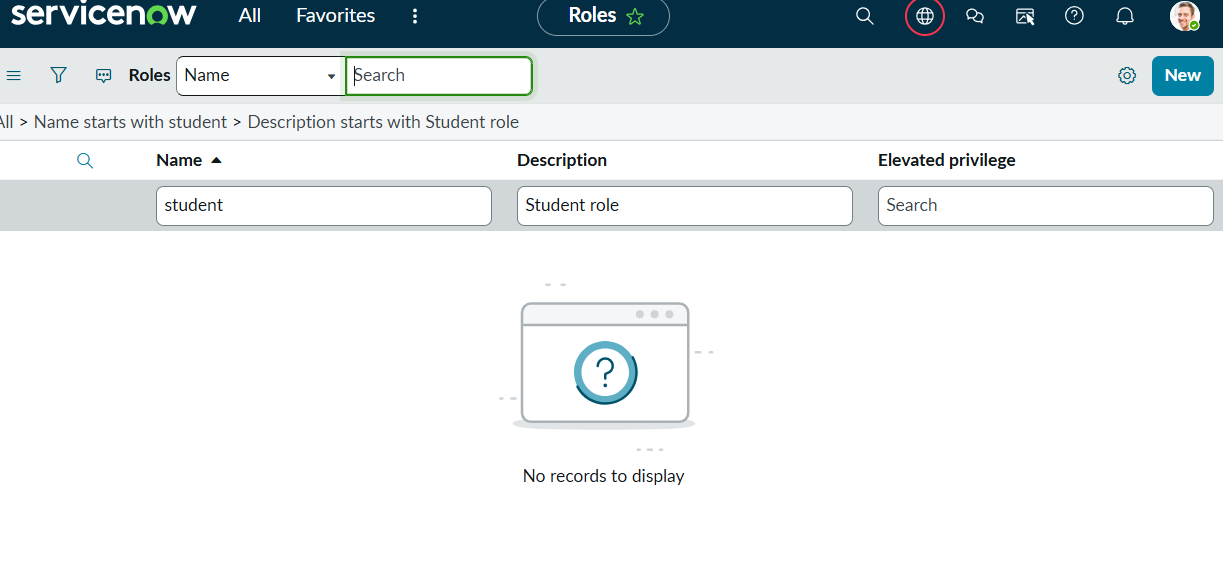 servicenow All Favorites Roles
Roles Name Search New
All > Name starts with student > Description starts with Student role
Name Description Elevated privilege
student Student role Search
?
No records to display